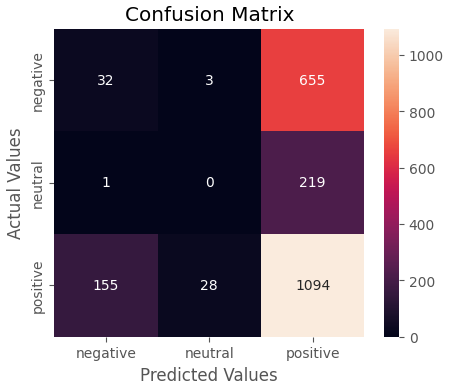 Confusion Matrix
Actual Values
negative
32
3
655
neutral
1
0
219
positive
155
28
1094
negative
neutral
positive
Predicted Values
1000
800
600
400
200
0